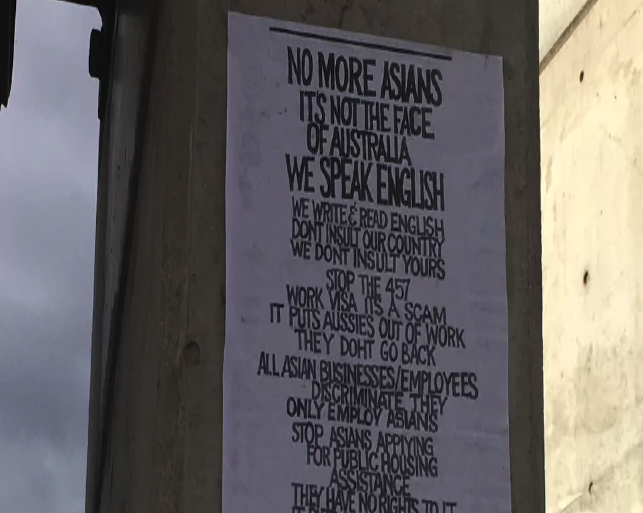 NO MORE ASIANS
ITS NOT THE FACE
OF AUSTRALIA
WE SPEAK ENGLISH
WE WRITE & READ ENGLISH
DONT INSULT OUR COUNTRY
WE DONT INSULT YOURS
STOP THE 457
WORK VISA ITS A SCAM
IT PUTS AUSSIES OUT OF WORK
THEY DOHT GO BACK
ALL ASIAN BUSINESSES/EMPLOYEES
DISCRIMINATE THEY
ONLY EMPLOY ASIANS
STOP ASIANS APPLYING
FOR PUBLIC HOUSING
ASSISTANCE
THEY HAVE NO RIGHTS TO IT